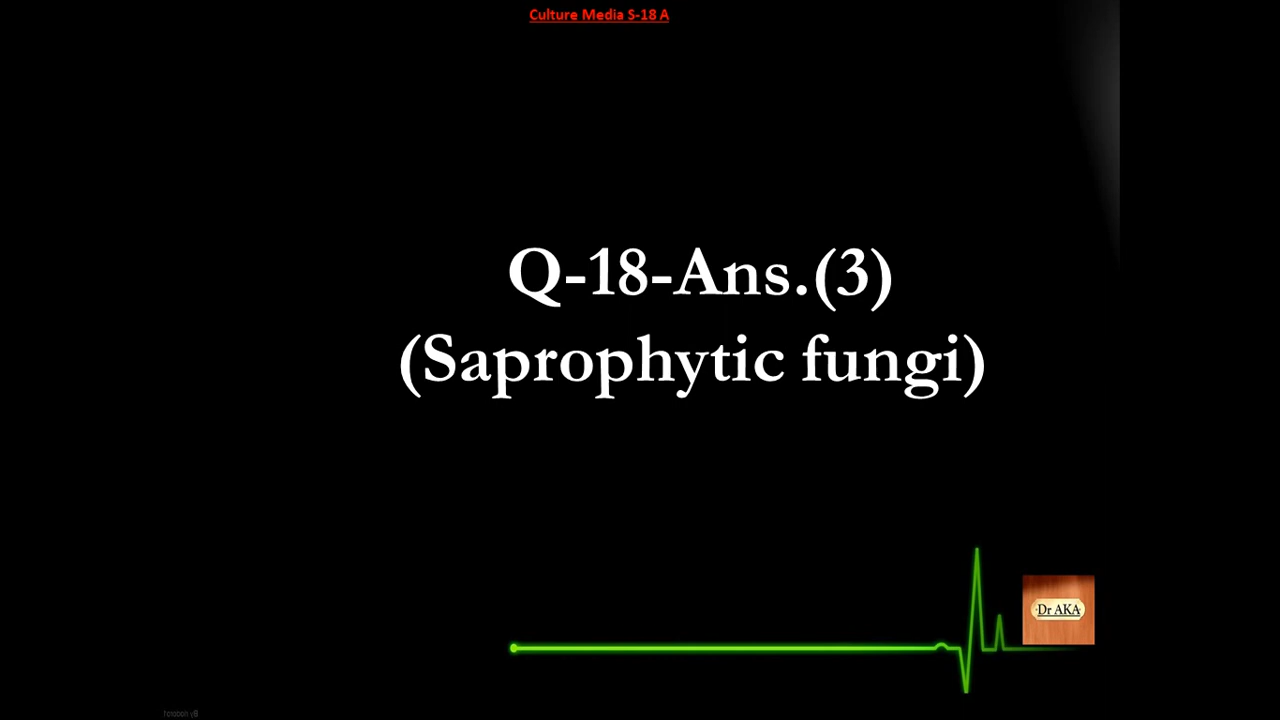 Culture Media S-18 A
Q-18-Ans.(3)
(Saprophytic fungi)
Dr AKA